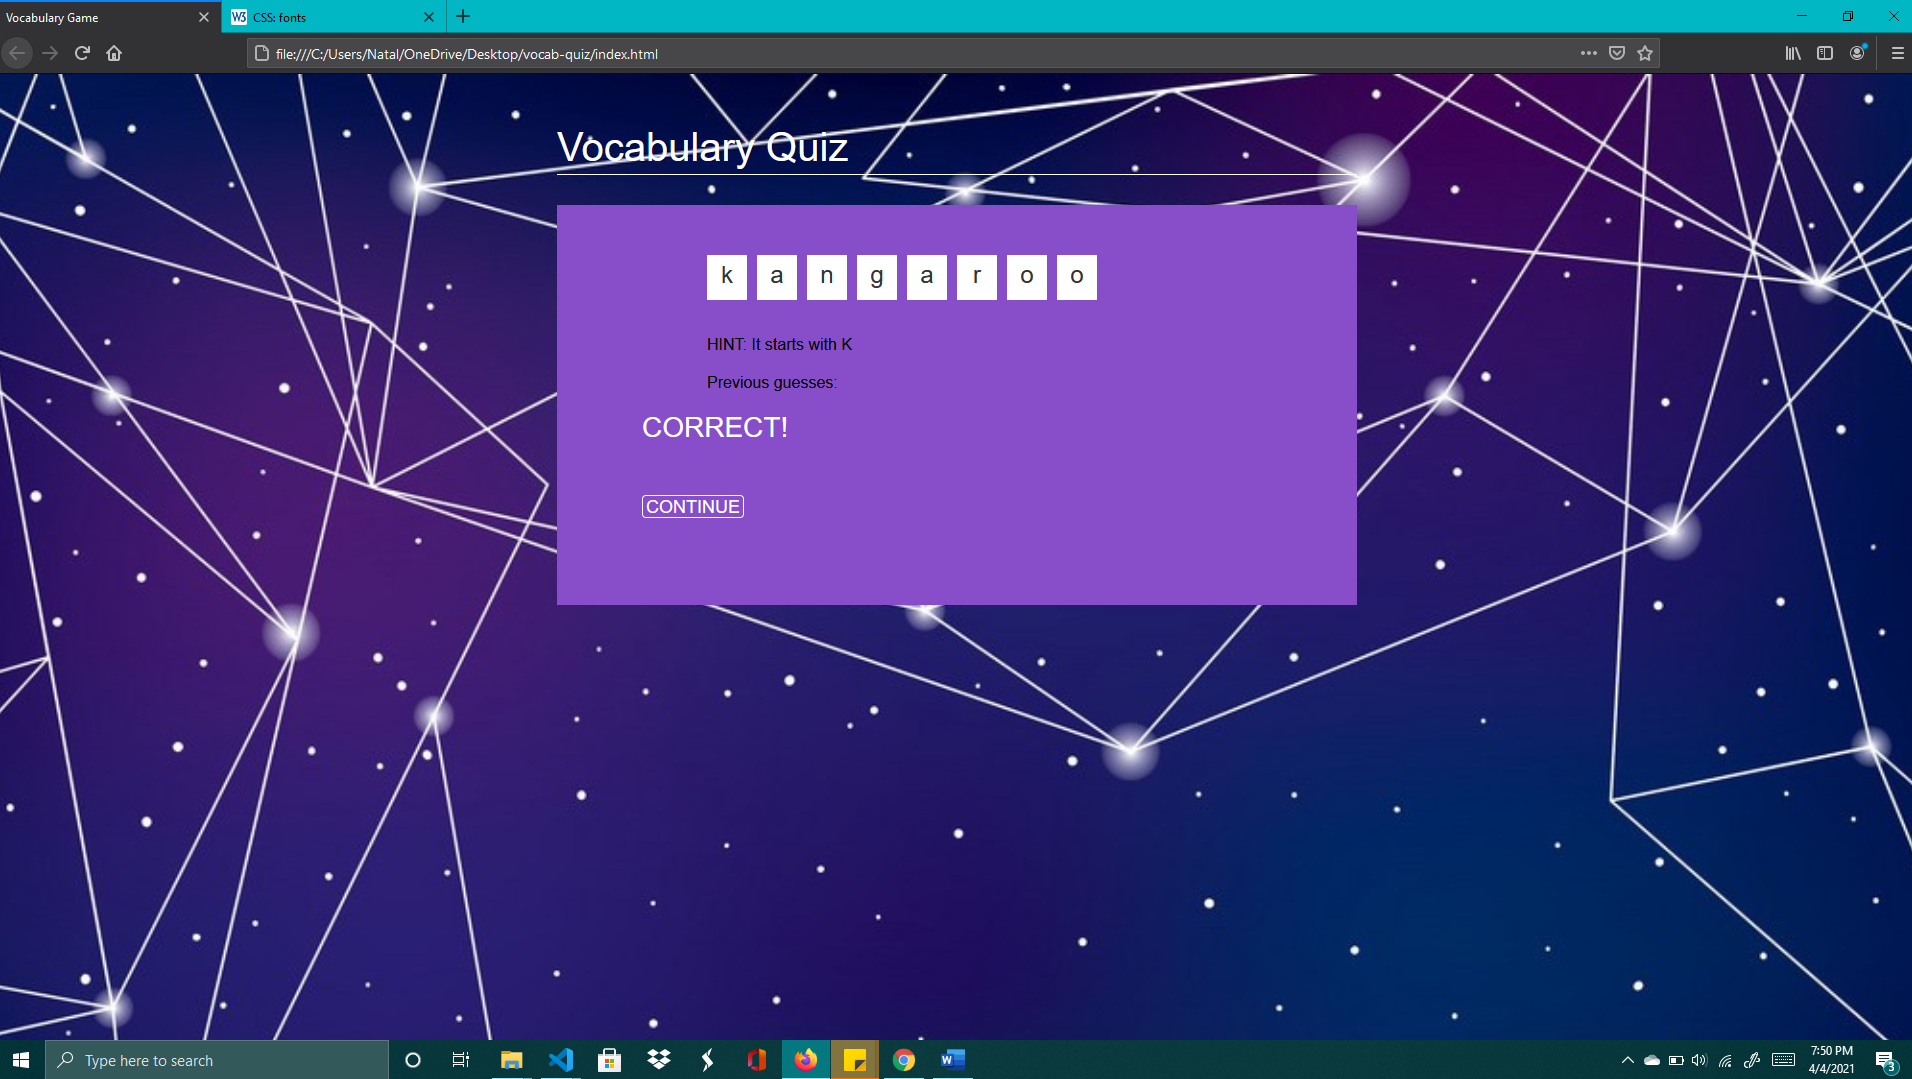 Vocabulary Game
W3 CSS: fonts
file:///C:/Users/Natal/OneDrive/Desktop/vocab-quiz/index.html
Vocabulary Quiz
k a n g a r o o
HINT: It starts with K
Previous guesses:
CORRECT!
CONTINUE
Type here to search
W
7:50 PM
4/4/2021
3